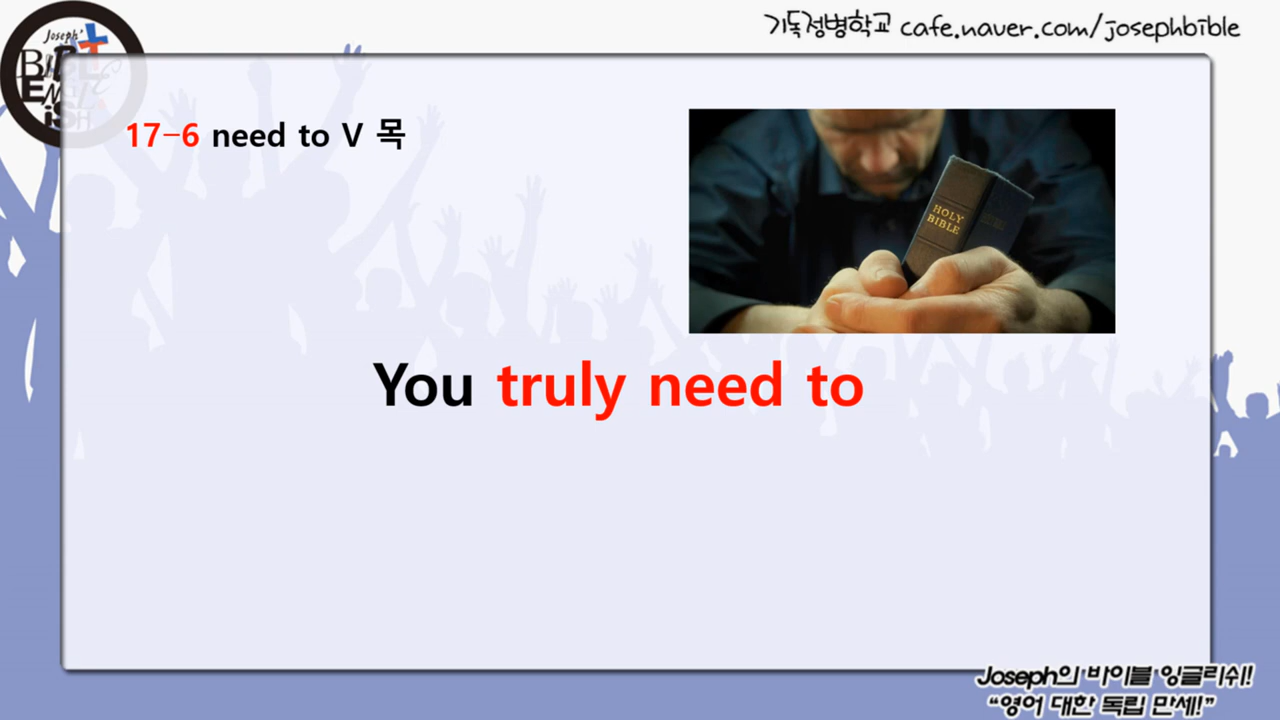 기독정병학교 cafe.naver.com/josephbible
Joseph'
BIBLE
ENGLISH
17-6 need to V 목
HOLY
BIBLE
You truly need to
Joseph의 바이블 잉글리쉬!
“영어 대한 독립 만세!”